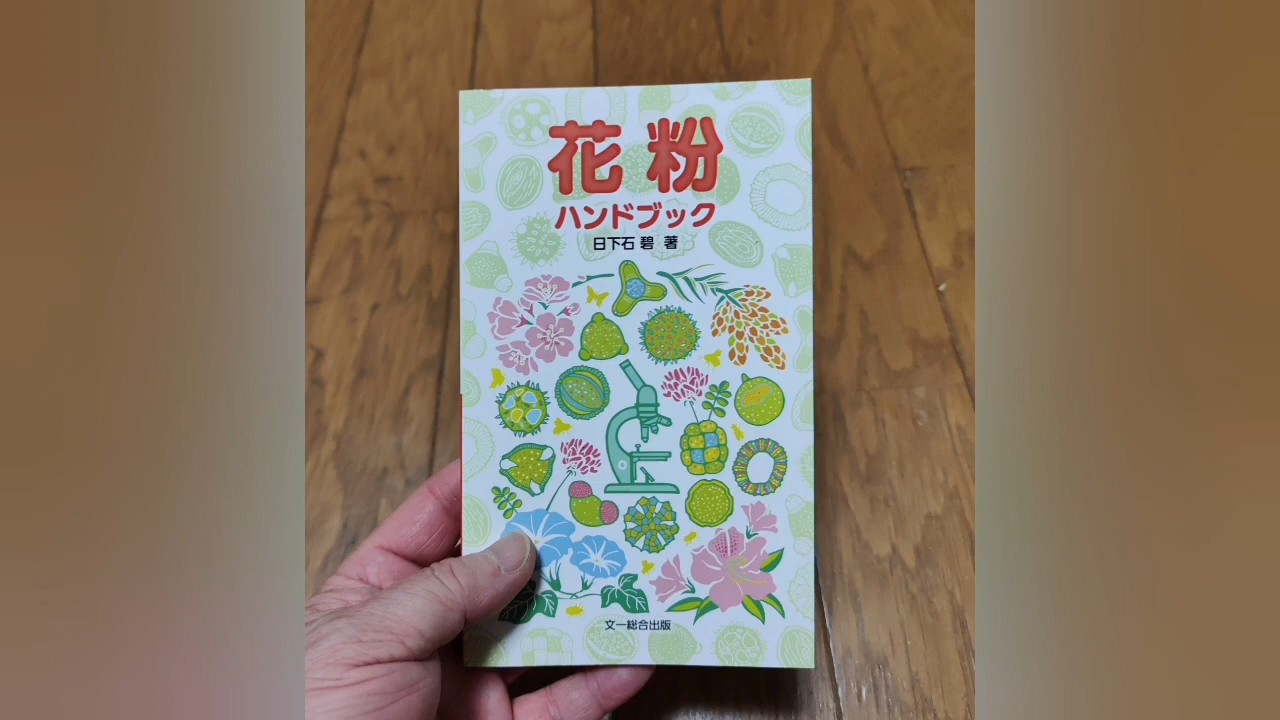 花粉
ハンドブック
日下石 碧 著
文一総合出版